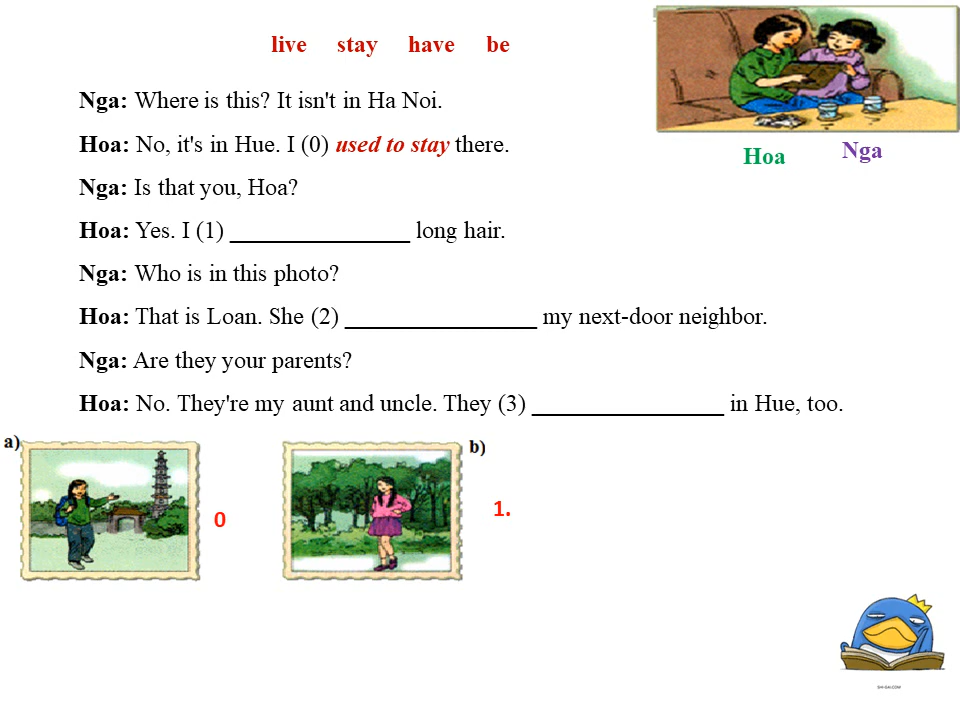 live stay have be
Nga: Where is this? It isn't in Ha Noi.
Hoa: No, it's in Hue. I (0) used to stay there.
Hoa Nga
Nga: Is that you, Hoa?
Hoa: Yes. I (1) _______________ long hair.
Nga: Who is in this photo?
Hoa: That is Loan. She (2) ________________ my next-door neighbor.
Nga: Are they your parents?
Hoa: No. They're my aunt and uncle. They (3) ________________ in Hue, too.
a) b)
0 1.